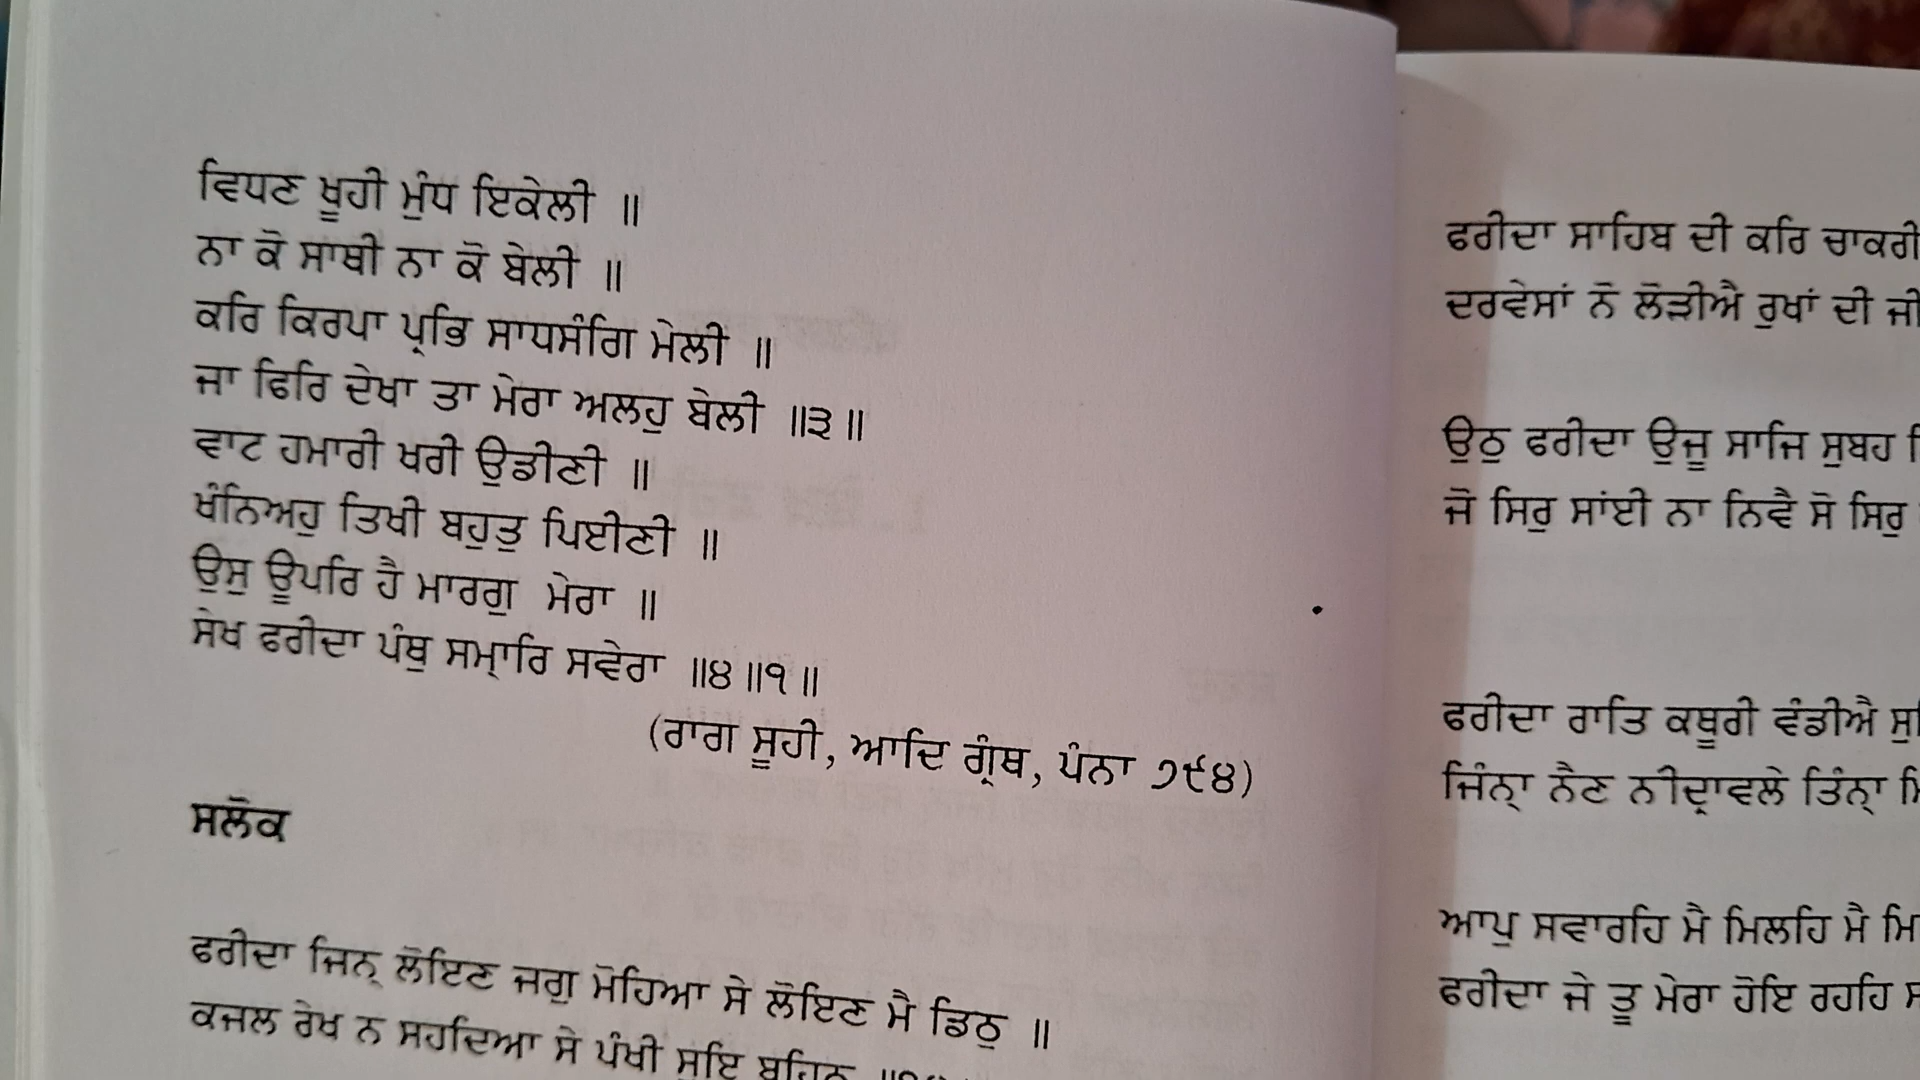 ਵਿਧਣ ਖੂਹੀ ਮੁੰਧ ਇਕੇਲੀ ॥
ਨਾ ਕੋ ਸਾਥੀ ਨਾ ਕੋ ਬੇਲੀ ॥
ਕਰਿ ਕਿਰਪਾ ਪ੍ਰਭਿ ਸਾਧਸੰਗਿ ਮੇਲੀ ॥
ਜਾ ਫਿਰਿ ਦੇਖਾ ਤਾ ਮੇਰਾ ਅਲਹੁ ਬੇਲੀ ॥੩॥
ਵਾਟ ਹਮਾਰੀ ਖਰੀ ਉਡੀਣੀ ॥
ਖੰਨਿਅਹੁ ਤਿਖੀ ਬਹੁਤੁ ਪਿਈਣੀ ॥
ਉਸੁ ਊਪਰਿ ਹੈ ਮਾਰਗੁ ਮੇਰਾ ॥
ਸੇਖ ਫਰੀਦਾ ਪੰਥੁ ਸਮ੍ਹਾਰਿ ਸਵੇਰਾ ॥੪॥੧॥
(ਰਾਗ ਸੂਹੀ, ਆਦਿ ਗ੍ਰੰਥ, ਪੰਨਾ ੭੯੪)
ਸਲੋਕ
ਫਰੀਦਾ ਜਿਨ੍ ਲੋਇਣ ਜਗੁ ਮੋਹਿਆ ਸੇ ਲੋਇਣ ਮੈ ਡਿਠੁ ॥
ਕਜਲ ਰੇਖ ਨ ਸਹਦਿਆ ਸੇ ਪੰਖੀ ਸੂਇ ਬਹਿਠੁ
ਫਰੀਦਾ ਸਾਹਿਬ ਦੀ ਕਰਿ ਚਾਕਰੀ
ਦਰਵੇਸਾਂ ਨੋ ਲੋੜੀਐ ਰੁਖਾਂ ਦੀ
ਉਠੁ ਫਰੀਦਾ ਉਜੂ ਸਾਜਿ ਸੁਬਹ
ਜੋ ਸਿਰੁ ਸਾਂਈ ਨਾ ਨਿਵੈ ਸੋ ਸਿਰੁ
ਫਰੀਦਾ ਰਾਤਿ ਕਥੂਰੀ ਵੰਡੀਐ
ਜਿੰਨ੍ਾ ਨੈਣ ਨੀਂਦ੍ਰਾਵਲੇ ਤਿੰਨ੍ਾ
ਆਪੁ ਸਵਾਰਹਿ ਮੈ ਮਿਲਹਿ ਮੈ
ਫਰੀਦਾ ਜੇ ਤੂ ਮੇਰਾ ਹੋਇ ਰਹਹਿ